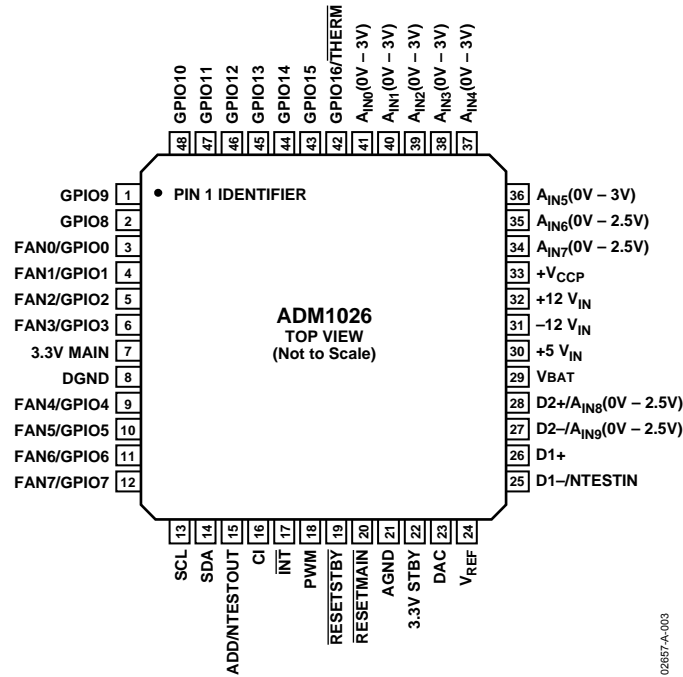 GPIO10
GPIO11
GPIO12
GPIO13
GPIO14
GPIO15
GPIO16/THERM
AIN0(0V – 3V)
AIN1(0V – 3V)
AIN2(0V – 3V)
AIN3(0V – 3V)
AIN4(0V – 3V)
48
47
46
45
44
43
42
41
40
39
38
37
GPIO9 1
GPIO8 2
FAN0/GPIO0 3
FAN1/GPIO1 4
FAN2/GPIO2 5
FAN3/GPIO3 6
3.3V MAIN 7
DGND 8
FAN4/GPIO4 9
FAN5/GPIO5 10
FAN6/GPIO6 11
FAN7/GPIO7 12
• PIN 1 IDENTIFIER
ADM1026
TOP VIEW
(Not to Scale)
36 AIN5(0V – 3V)
35 AIN6(0V – 2.5V)
34 AIN7(0V – 2.5V)
33 +VCCP
32 +12 VIN
31 –12 VIN
30 +5 VIN
29 VBAT
28 D2+/AIN8(0V – 2.5V)
27 D2–/AIN9(0V – 2.5V)
26 D1+
25 D1–/NTESTIN
13
14
15
16
17
18
19
20
21
22
23
24
SCL
SDA
ADD/NTESTOUT
CI
INT
PWM
RESETSTBY
RESETMAIN
AGND
3.3V STBY
DAC
VREF
02657-A-003